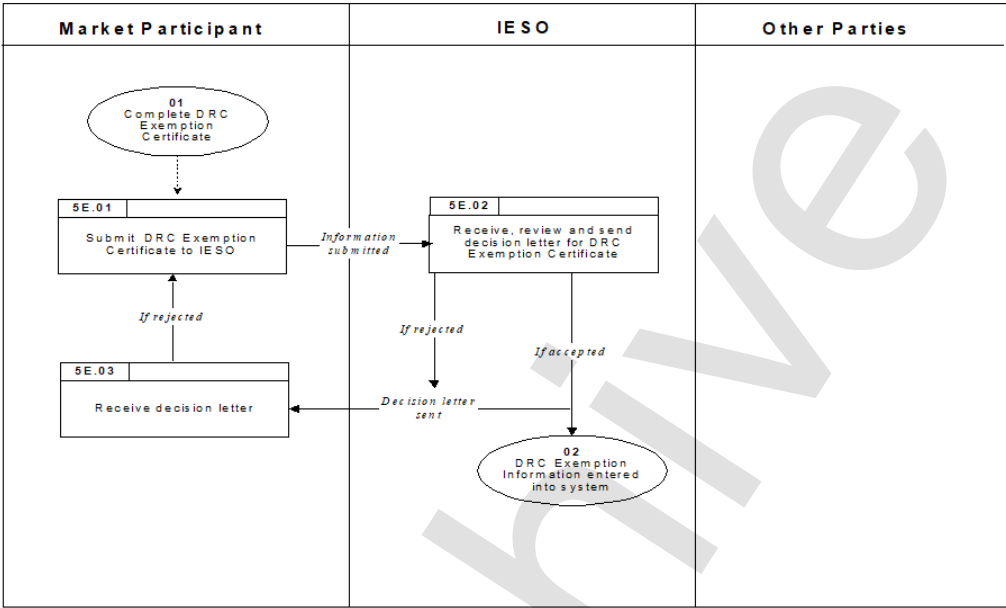 Market Participant
IESO
Other Parties
01
Complete DRC
Exemption
Certificate
5E.01
Submit DRC Exemption
Certificate to IESO
Information
submitted
5E.02
Receive, review and send
decision letter for DRC
Exemption Certificate
If rejected
If rejected
If accepted
5E.03
Receive decision letter
Decision letter
sent
02
DRC Exemption
Information entered
into system
hive